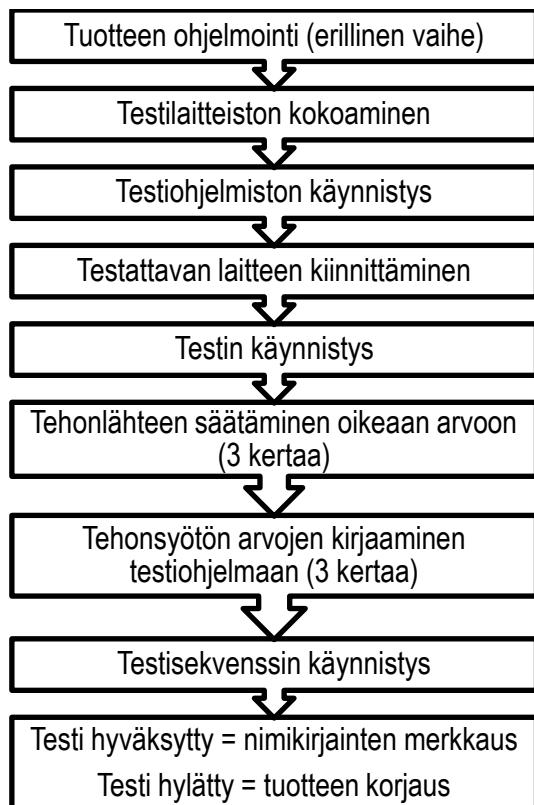 Tuotteen ohjelmointi (erillinen vaihe)
Testilaitteiston kokoaminen
Testiohjelmiston käynnistys
Testattavan laitteen kiinnittäminen
Testin käynnistys
Tehonlähteen säätäminen oikeaan arvoon
(3 kertaa)
Tehonsyötön arvojen kirjaaminen
testiohjelmaan (3 kertaa)
Testisekvenssin käynnistys
Testi hyväksytty = nimikirjainten merkkaus
Testi hylätty = tuotteen korjaus